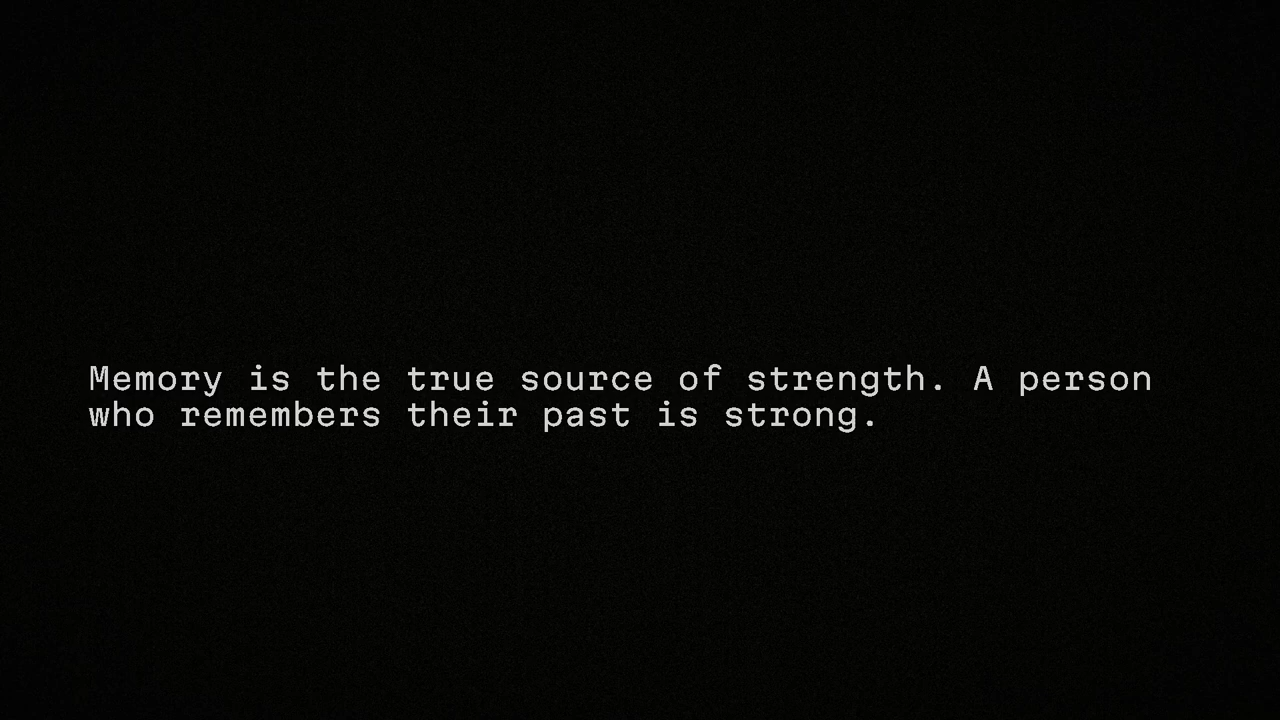 Memory is the true source of strength. A person
who remembers their past is strong.